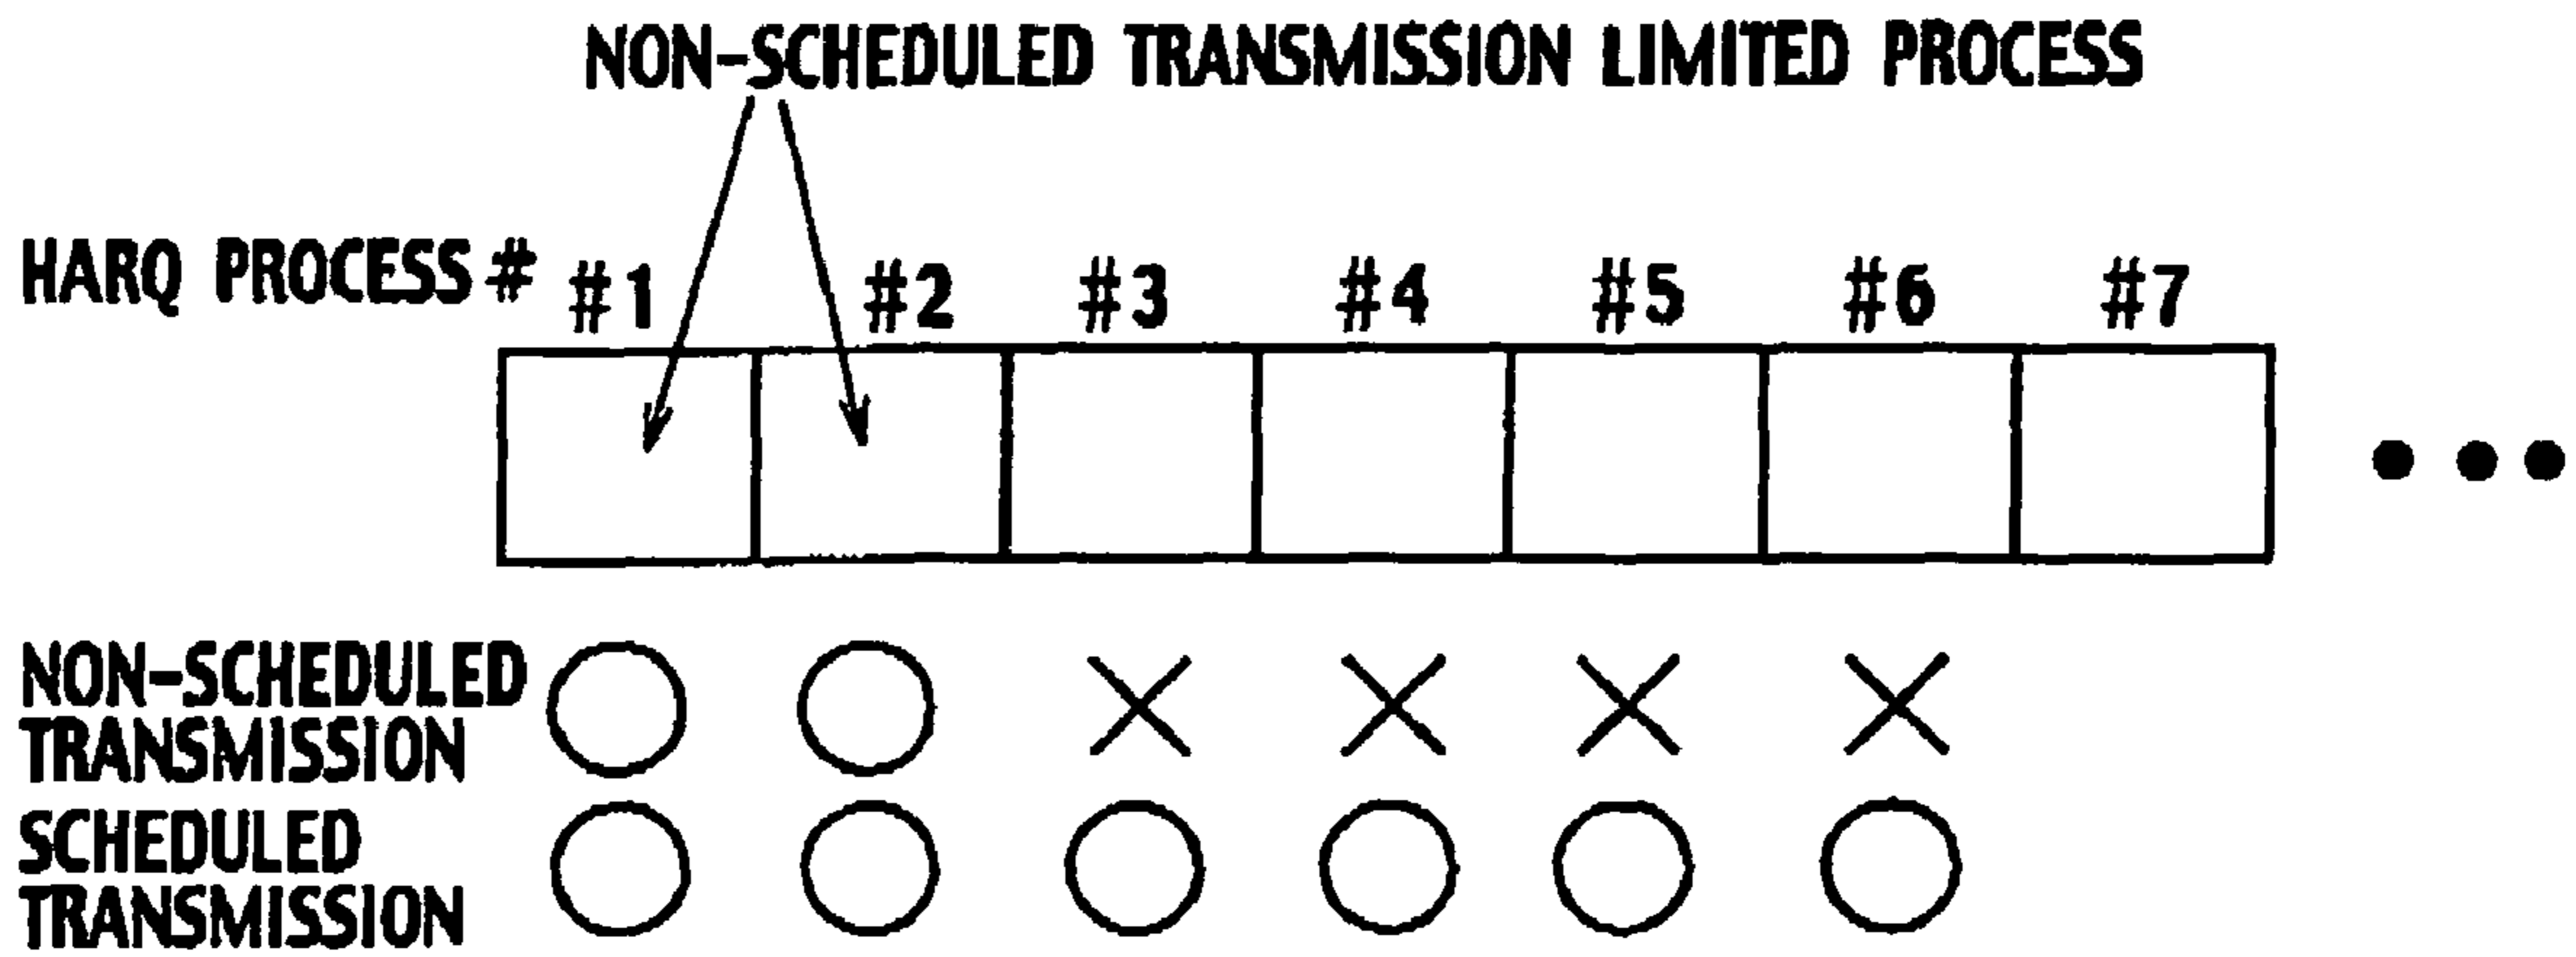 NON-SCHEDULED TRANSMISSION LIMITED PROCESS
HARQ PROCESS # #1 #2 #3 #4 #5 #6 #7
NON-SCHEDULED
TRANSMISSION
SCHEDULED
TRANSMISSION